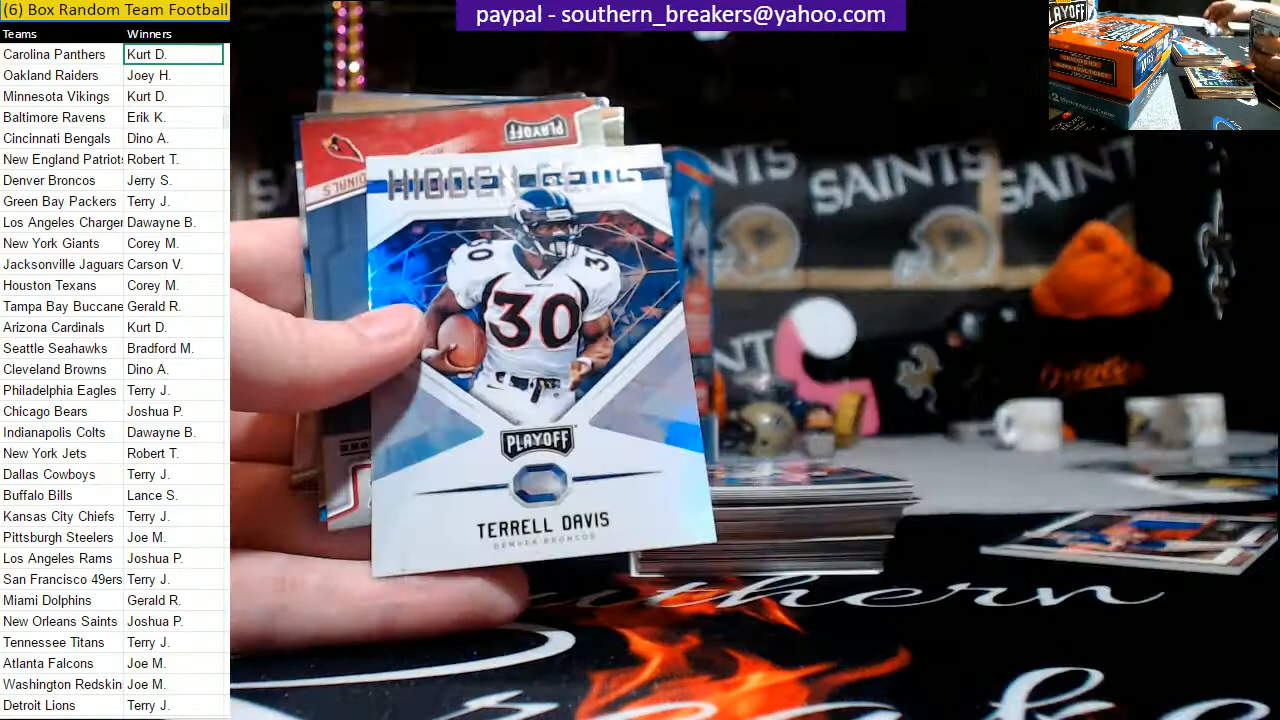 (6) Box Random Team Football
Teams Winners
Carolina Panthers Kurt D.
Oakland Raiders Joey H.
Minnesota Vikings Kurt D.
Baltimore Ravens Erik K.
Cincinnati Bengals Dino A.
New England Patriots Robert T.
Denver Broncos Jerry S.
Green Bay Packers Terry J.
Los Angeles Charger Dawayne B.
New York Giants Corey M.
Jacksonville Jaguars Carson V.
Houston Texans Corey M.
Tampa Bay Buccane Gerald R.
Arizona Cardinals Kurt D.
Seattle Seahawks Bradford M.
Cleveland Browns Dino A.
Philadelphia Eagles Terry J.
Chicago Bears Joshua P.
Indianapolis Colts Dawayne B.
New York Jets Robert T.
Dallas Cowboys Terry J.
Buffalo Bills Lance S.
Kansas City Chiefs Terry J.
Pittsburgh Steelers Joe M.
Los Angeles Rams Joshua P.
San Francisco 49ers Terry J.
Miami Dolphins Gerald R.
New Orleans Saints Joshua P.
Tennessee Titans Terry J.
Atlanta Falcons Joe M.
Washington Redskin Joe M.
Detroit Lions Terry J.
paypal - southern_breakers@yahoo.com
PLAYOFF
SAINTS
SAINTS
SAINTS
PLAYOFF
HIDDEN GEMS
30
30
30
PLAYOFF
TERRELL DAVIS
DENVER BRONCOS